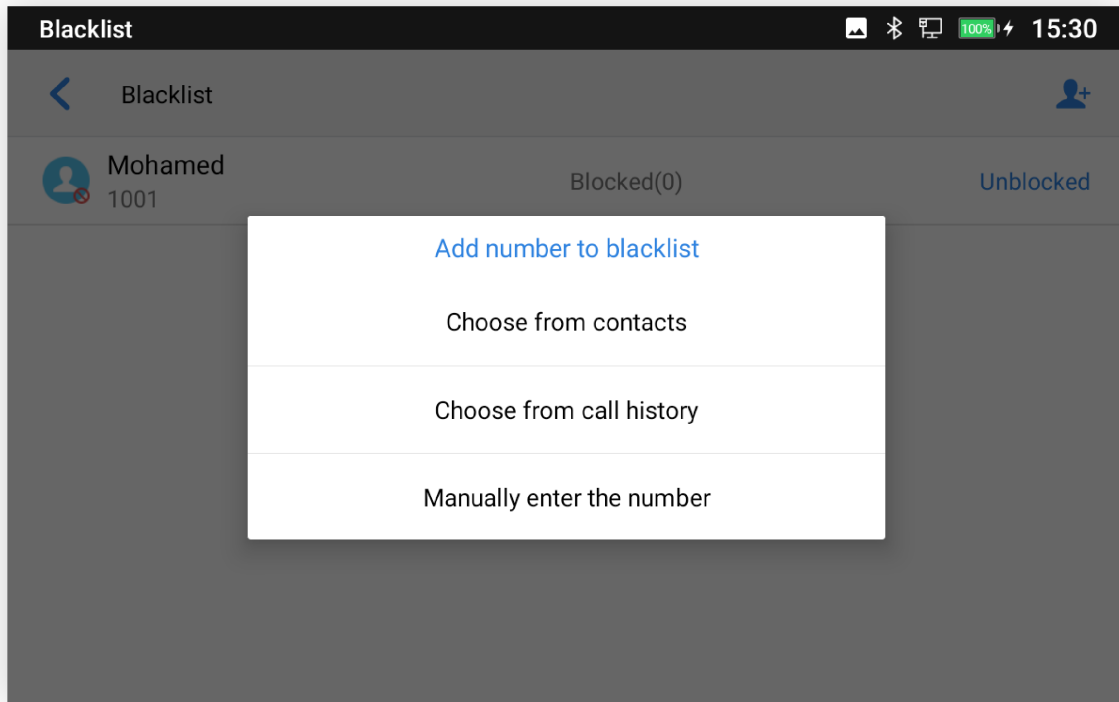 Blacklist 100% 15:30
Blacklist
Mohamed
1001
Blocked(0)
Unblocked
Add number to blacklist
Choose from contacts
Choose from call history
Manually enter the number